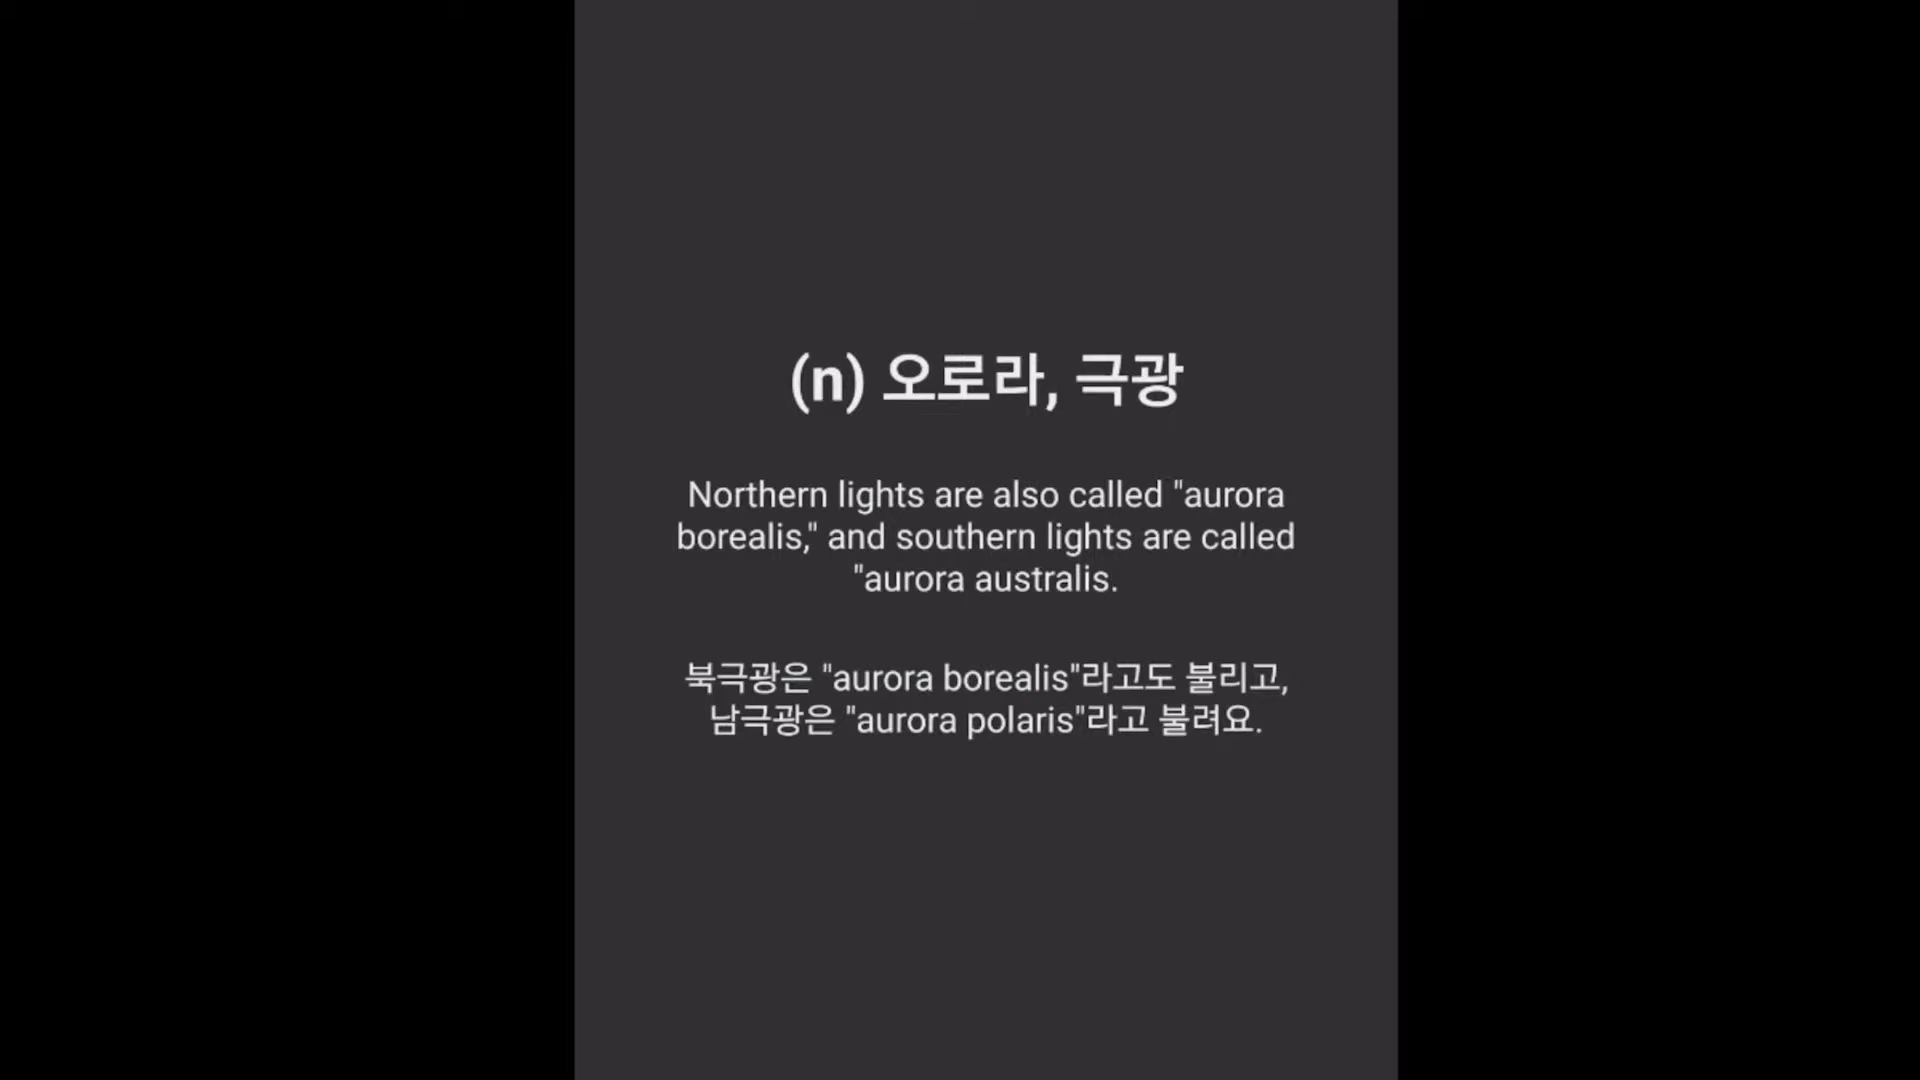 (n) 오로라, 극광
Northern lights are also called "aurora
borealis," and southern lights are called
"aurora australis.
북극광은 "aurora borealis"라고도 불리고,
남극광은 "aurora polaris"라고 불려요.